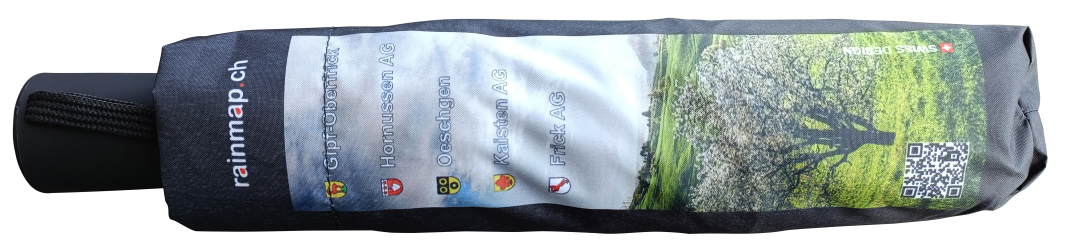 rainmap.ch
Gipf-Oberfrick
Hornussen AG
Oeschgen
Kaisten AG
Frick AG
SWISS DESIGN